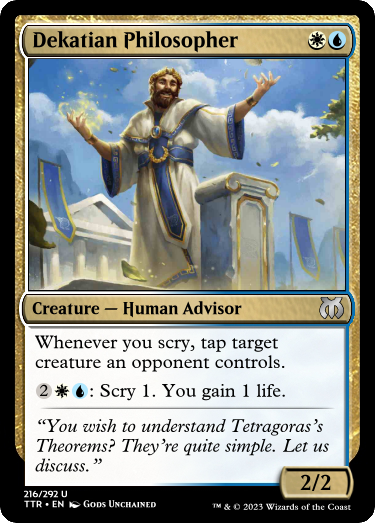 Dekatian Philosopher
Creature — Human Advisor
Whenever you scry, tap target
creature an opponent controls.
2: Scry 1. You gain 1 life.
“You wish to understand Tetragoras’s
Theorems? They’re quite simple. Let us
discuss.”
2/2
216/292 U
TTR • EN Gods Unchained
™ & © 2023 Wizards of the Coast